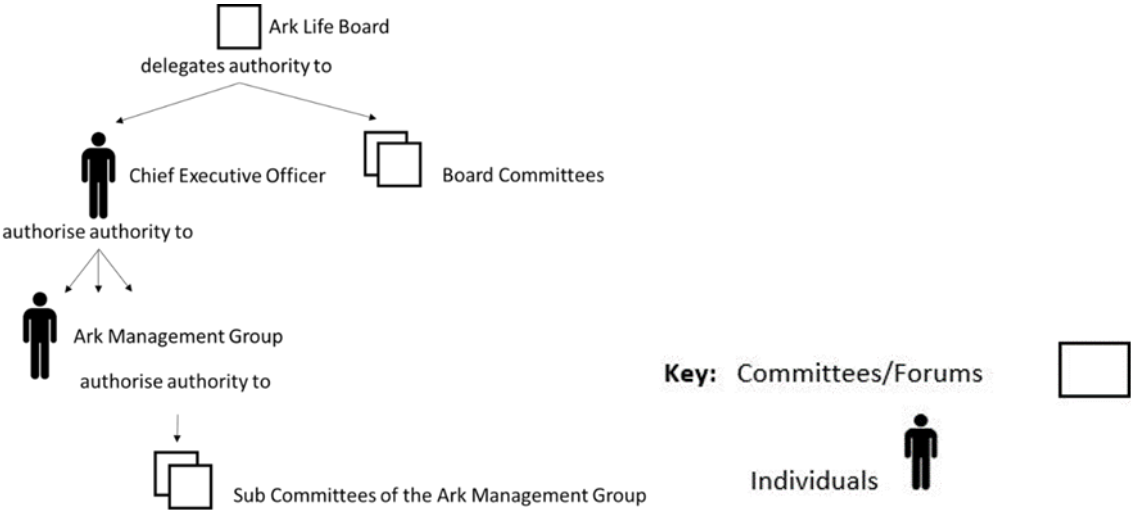 Ark Life Board
delegates authority to
Chief Executive Officer
Board Committees
authorise authority to
Ark Management Group
authorise authority to
Sub Committees of the Ark Management Group
Key: Committees/Forums
Individuals